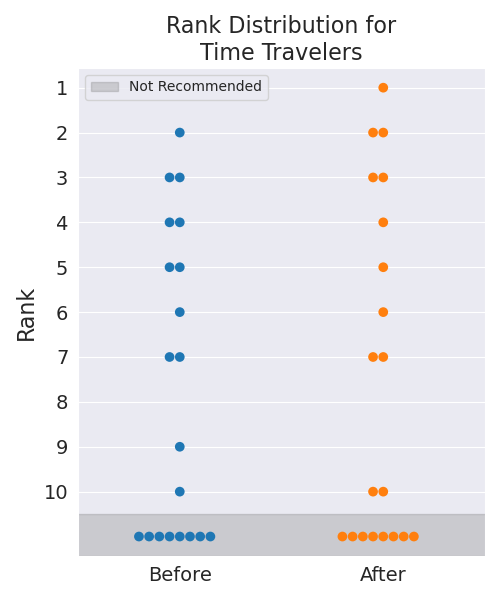 Rank Distribution for
Time Travelers
Not Recommended
1
2
3
4
5
6
7
8
9
10
Rank
Before
After